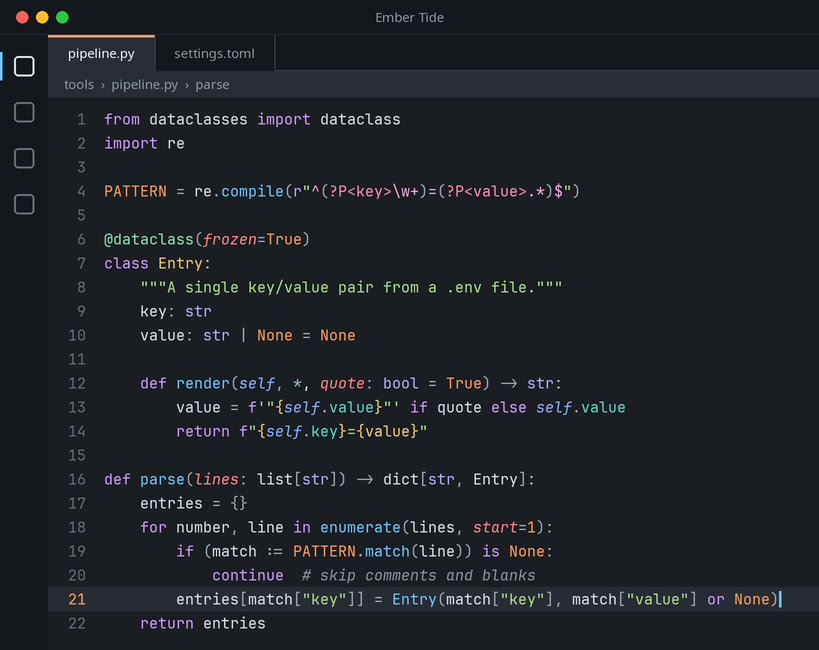 Ember Tide
pipeline.py settings.toml
tools › pipeline.py › parse
1 from dataclasses import dataclass
2 import re
3
4 PATTERN = re.compile(r"^(?P<key>\w+)=(?P<value>.*)$")
5
6 @dataclass(frozen=True)
7 class Entry:
8     """A single key/value pair from a .env file."""
9     key: str
10     value: str | None = None
11
12     def render(self, *, quote: bool = True) -> str:
13         value = f'"{self.value}"' if quote else self.value
14         return f"{self.key}={value}"
15
16 def parse(lines: list[str]) -> dict[str, Entry]:
17     entries = {}
18     for number, line in enumerate(lines, start=1):
19         if (match := PATTERN.match(line)) is None:
20             continue  # skip comments and blanks
21         entries[match["key"]] = Entry(match["key"], match["value"] or None)
22     return entries